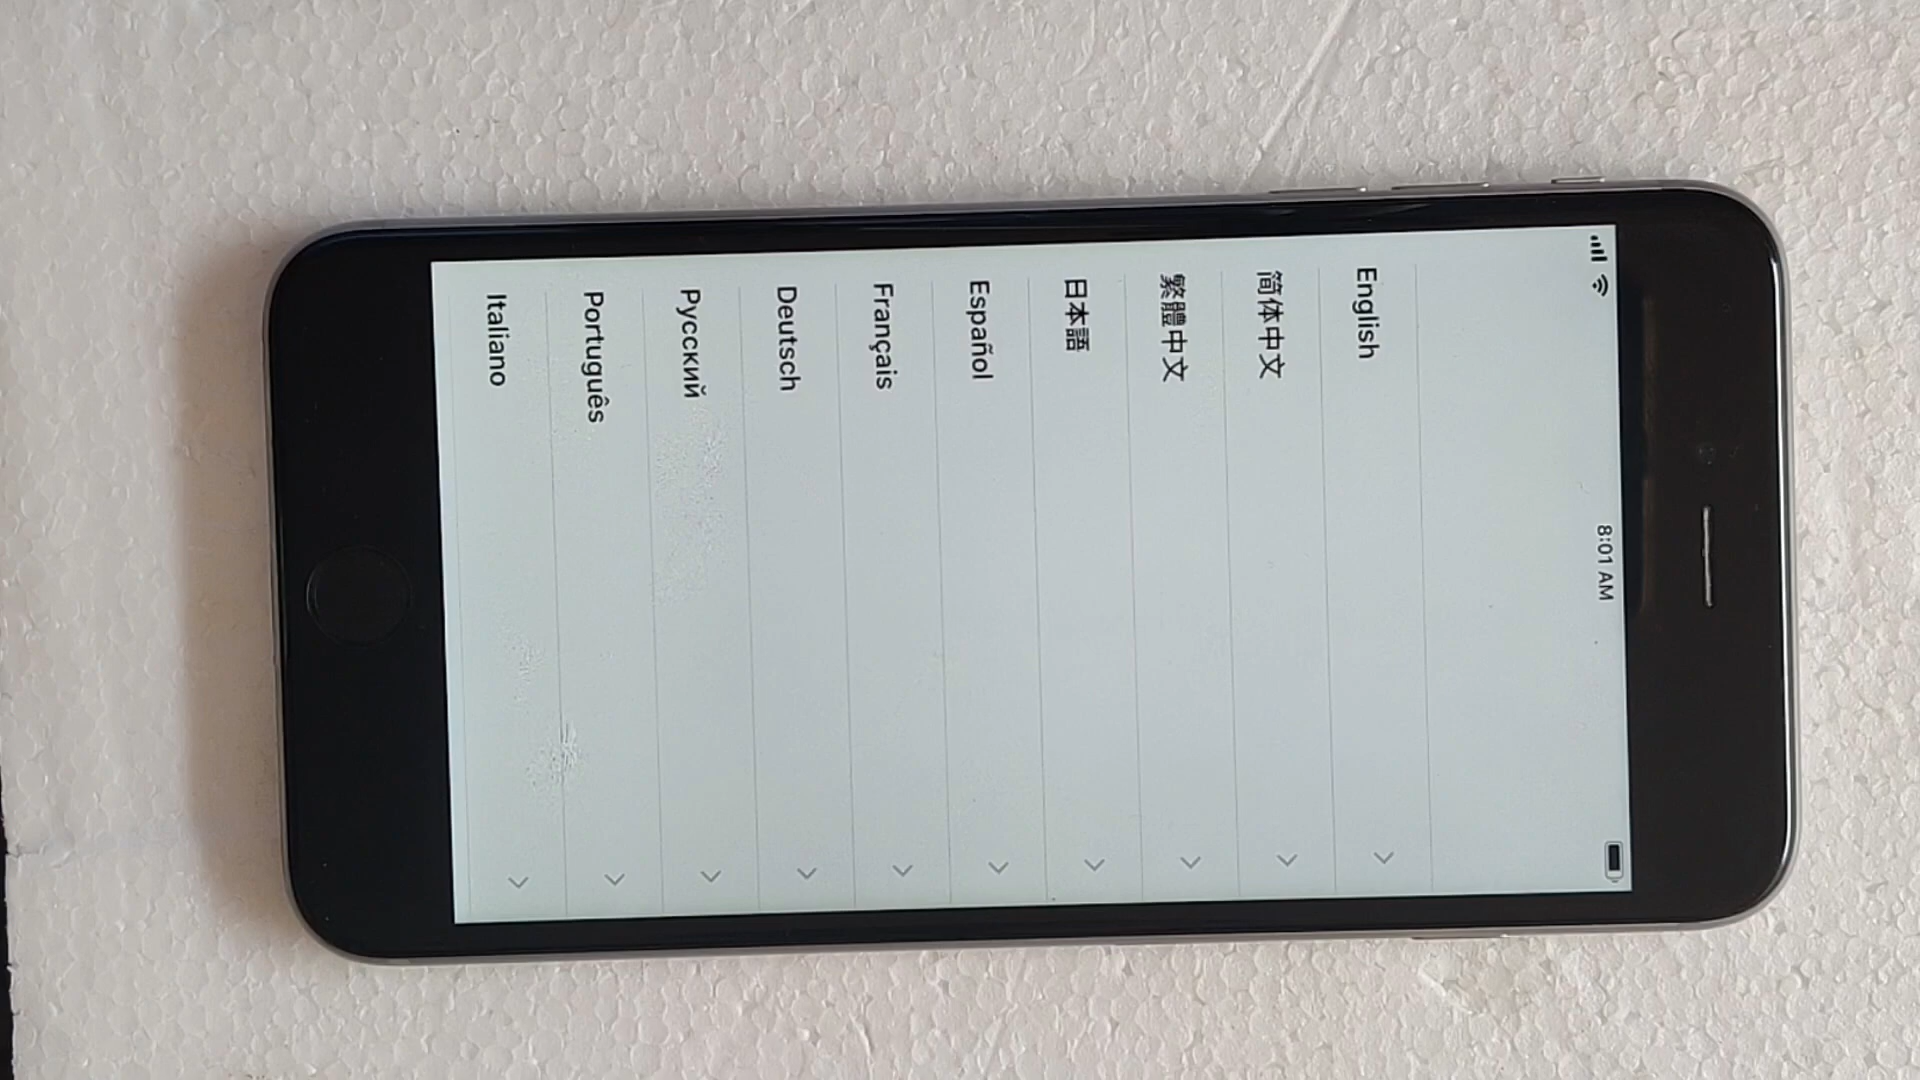 8:01 AM
English
简体中文
繁體中文
日本語
Español
Français
Deutsch
Русский
Português
Italiano